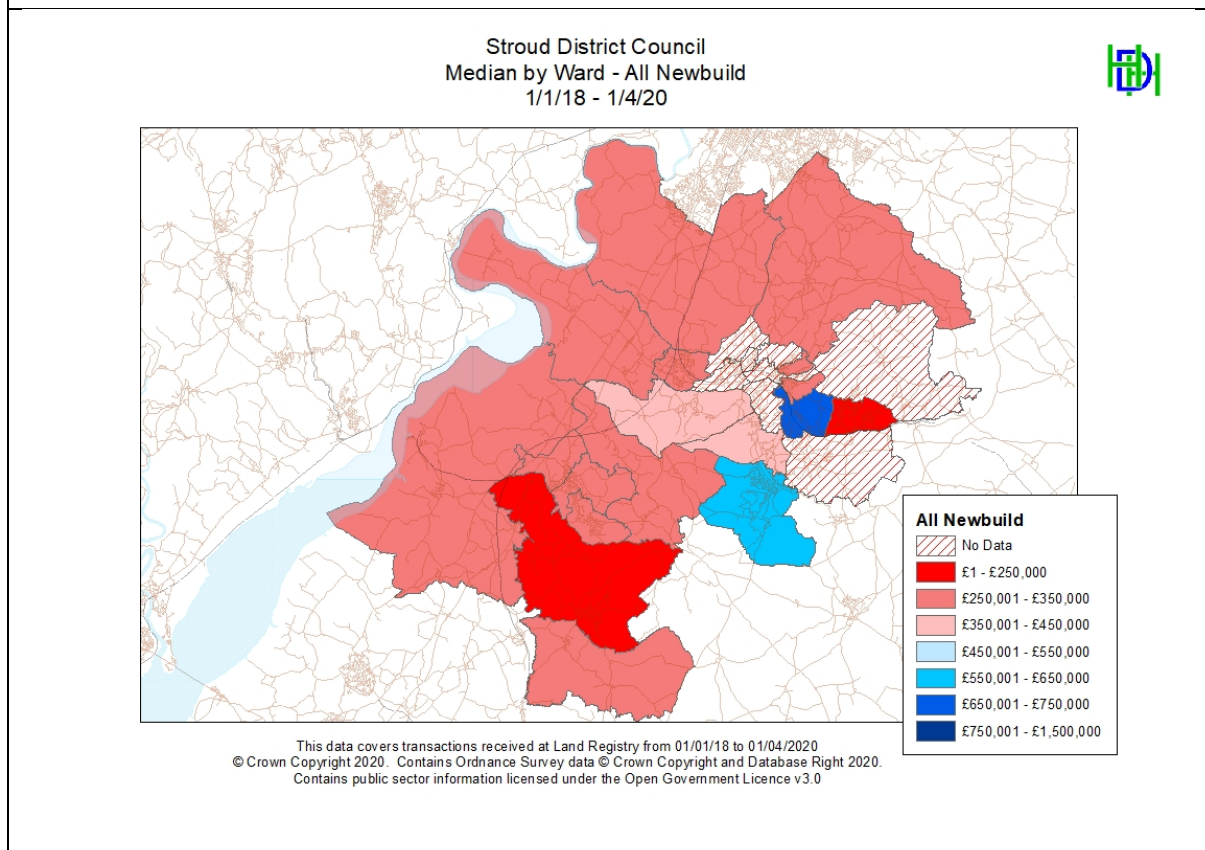 Stroud District Council
Median by Ward - All Newbuild
1/1/18 - 1/4/20
HDH
All Newbuild
No Data
£1 - £250,000
£250,001 - £350,000
£350,001 - £450,000
£450,001 - £550,000
£550,001 - £650,000
£650,001 - £750,000
£750,001 - £1,500,000
This data covers transactions received at Land Registry from 01/01/18 to 01/04/2020
© Crown Copyright 2020. Contains Ordnance Survey data © Crown Copyright and Database Right 2020.
Contains public sector information licensed under the Open Government Licence v3.0